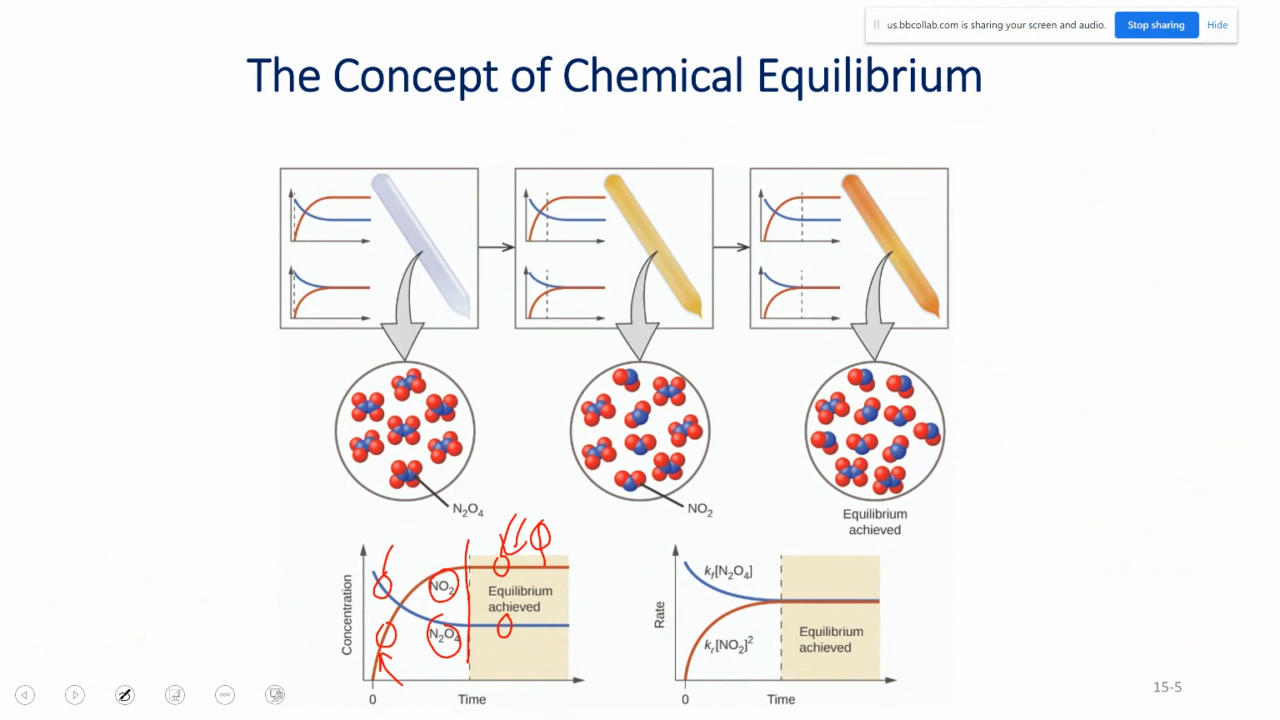 us.bbcollab.com is sharing your screen and audio.
Stop sharing
Hide
The Concept of Chemical Equilibrium
N₂O₄
NO₂
Equilibrium
achieved
Concentration
NO₂
N₂O₄
Equilibrium
achieved
0
Time
Rate
kf[N₂O₄]
kr[NO₂]²
Equilibrium
achieved
0
Time
15-5